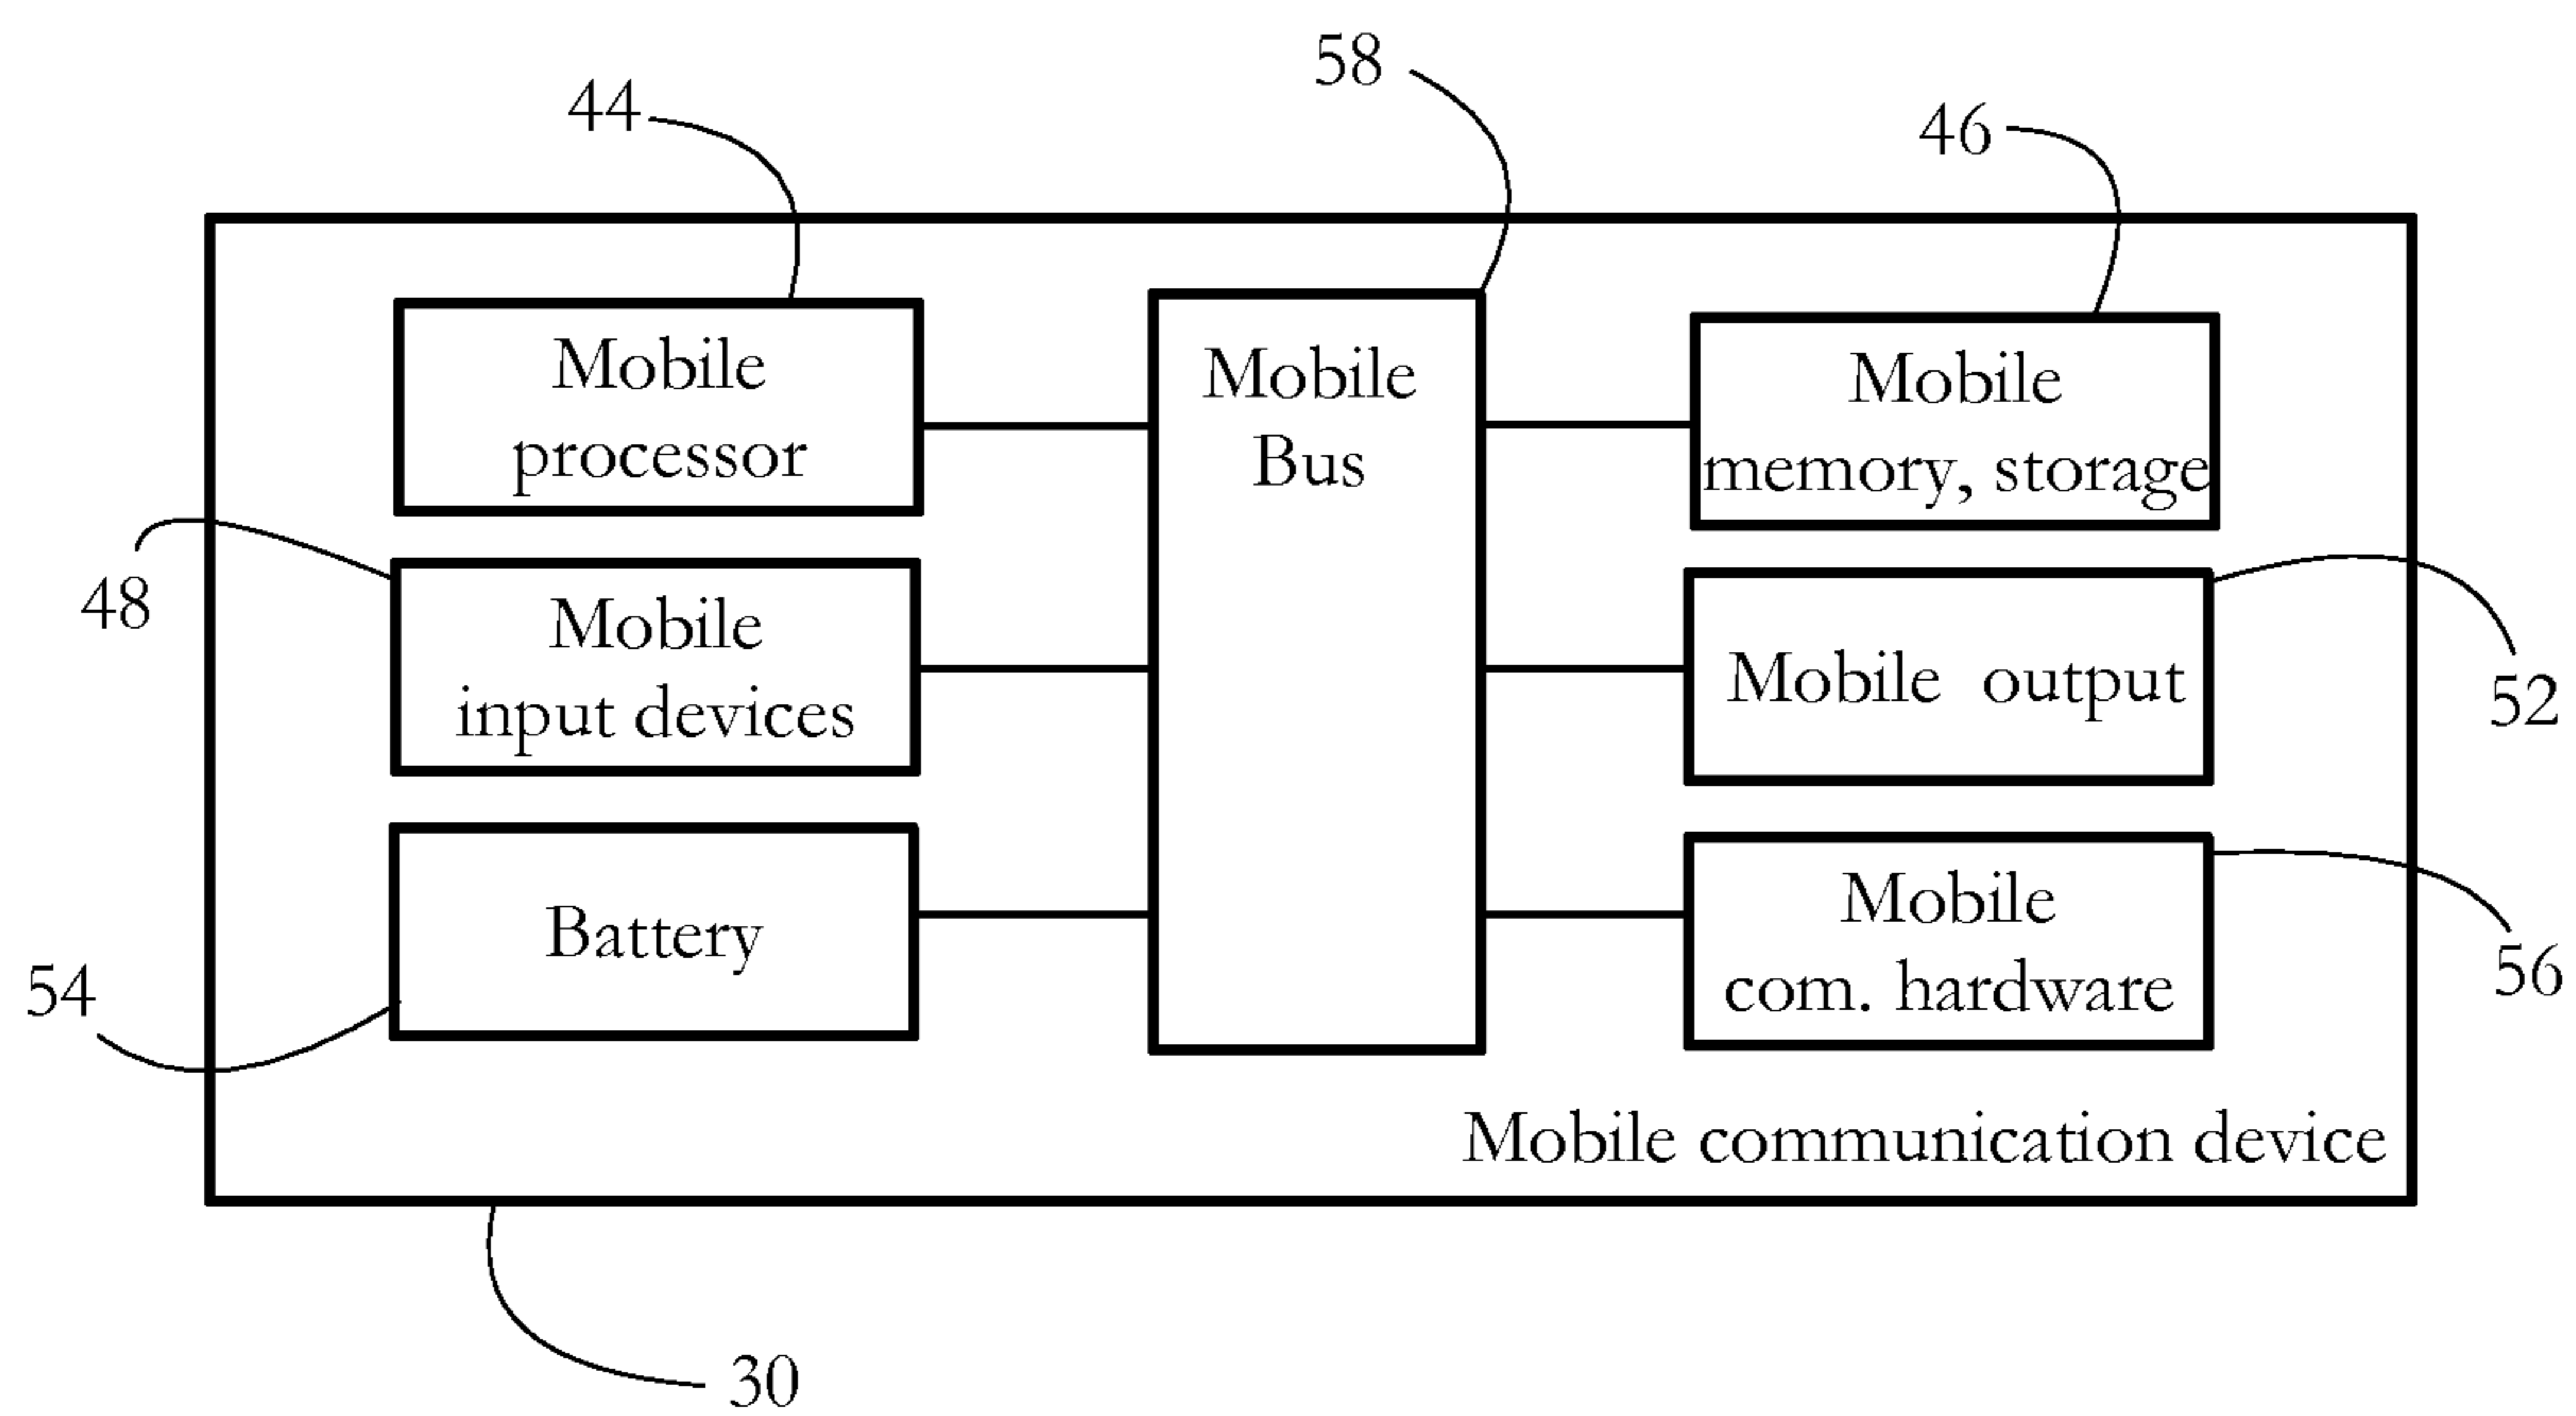 58
44
46
Mobile
processor
Mobile
Bus
Mobile
memory, storage
48
Mobile
input devices
Mobile output
52
54
Battery
Mobile
com. hardware
56
Mobile communication device
30